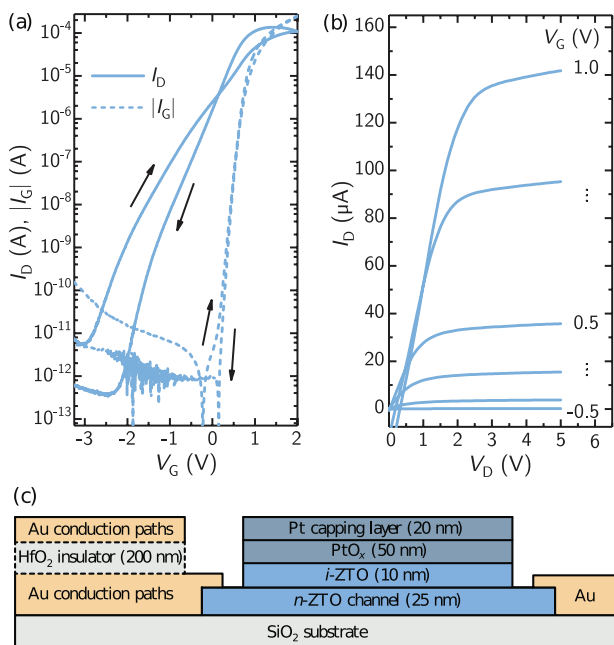 (a)
10⁻⁴
10⁻⁵
10⁻⁶
10⁻⁷
10⁻⁸
10⁻⁹
10⁻¹⁰
10⁻¹¹
10⁻¹²
10⁻¹³
I_D (A), |I_G| (A)
I_D
|I_G|
-3 -2 -1 0 1 2
V_G (V)
(b)
160
140
120
100
80
60
40
20
0
I_D (µA)
V_G (V)
1.0
...
0.5
...
-0.5
0 1 2 3 4 5 6
V_D (V)
(c)
Au conduction paths
HfO₂ insulator (200 nm)
Au conduction paths
Pt capping layer (20 nm)
PtOₓ (50 nm)
i-ZTO (10 nm)
n-ZTO channel (25 nm)
Au
SiO₂ substrate